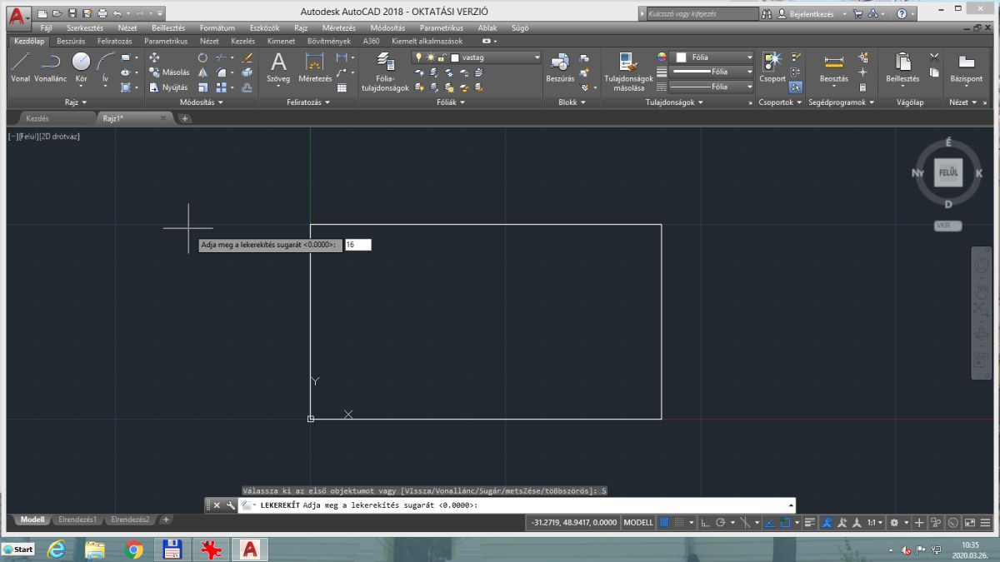 Autodesk AutoCAD 2018 - OKTATÁSI VERZIÓ
Kulcsszó vagy kifejezés
Bejelentkezés
Fájl Szerkesztés Nézet Beillesztés Formátum Eszközök Rajz Méretezés Módosítás Parametrikus Ablak Súgó
Kezdőlap Beszúrás Feliratozás Parametrikus Nézet Kezelés Kimenet Bővítmények A360 Kiemelt alkalmazások
Vonal Vonallánc Kör Ív
Másolás
Nyújtás
Szöveg Méretezés
Fólia-
tulajdonságok
vastag
Beszúrás
Tulajdonságok
másolása
Fólia
Fólia
Fólia
Csoport Beosztás Beillesztés Bázispont
Rajz Módosítás Feliratozás Fóliák Blokk Tulajdonságok Csoportok Segédprogramok Vágólap Nézet
Kezdés Rajz1*
[−][Felül][2D drótváz]
É
Ny FELÜL K
D
VKR
Adja meg a lekerekítés sugarát <0.0000>: 16
Y
X
Válassza ki az első objektumot vagy [VIssza/Vonallánc/Sugár/metsZése/töBbszörös]: S
LEKEREKÍT Adja meg a lekerekítés sugarát <0.0000>:
Modell Elrendezés1 Elrendezés2 +
-31.2719, 48.9417, 0.0000 MODELL 1:1
Start
10:35
2020.03.26.